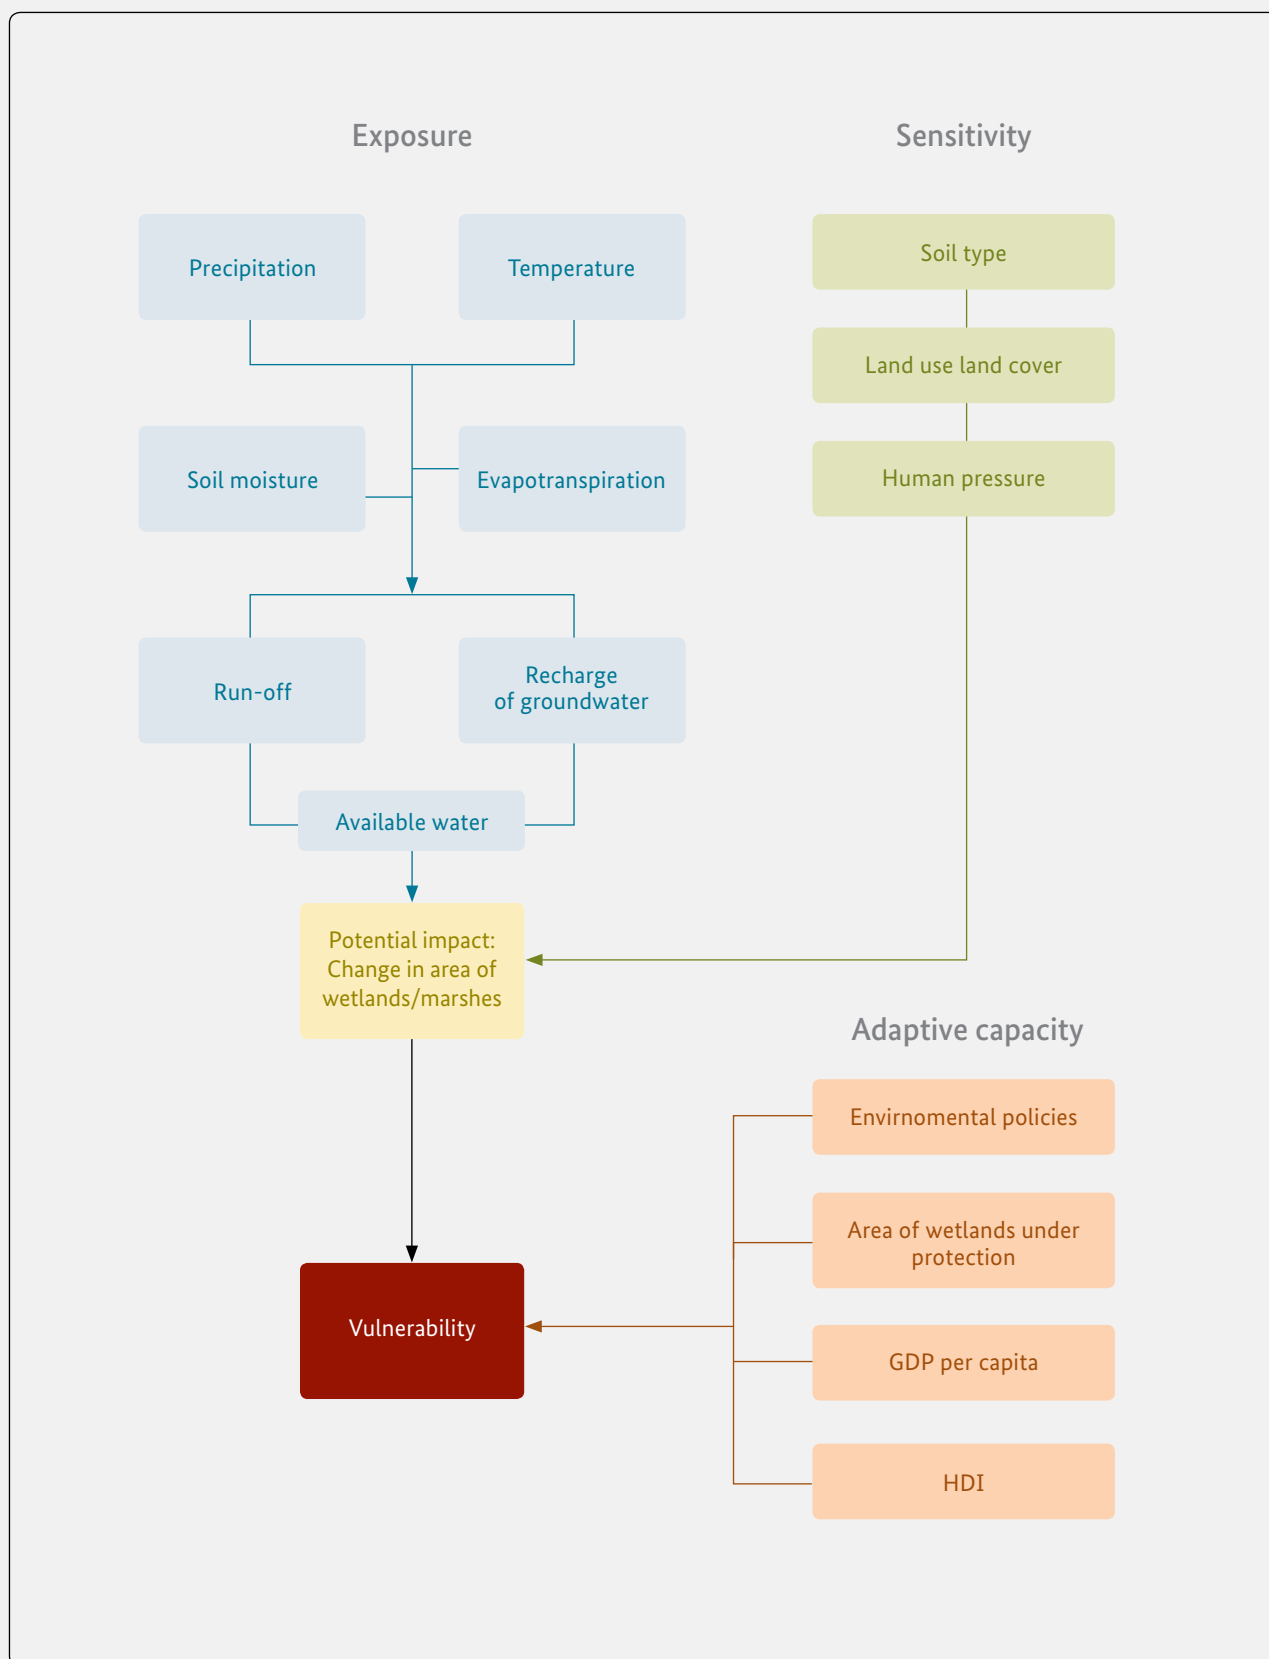 Exposure
Sensitivity
Precipitation
Temperature
Soil type
Land use land cover
Soil moisture
Evapotranspiration
Human pressure
Run-off
Recharge
of groundwater
Available water
Potential impact:
Change in area of
wetlands/marshes
Adaptive capacity
Envirnomental policies
Area of wetlands under
protection
Vulnerability
GDP per capita
HDI